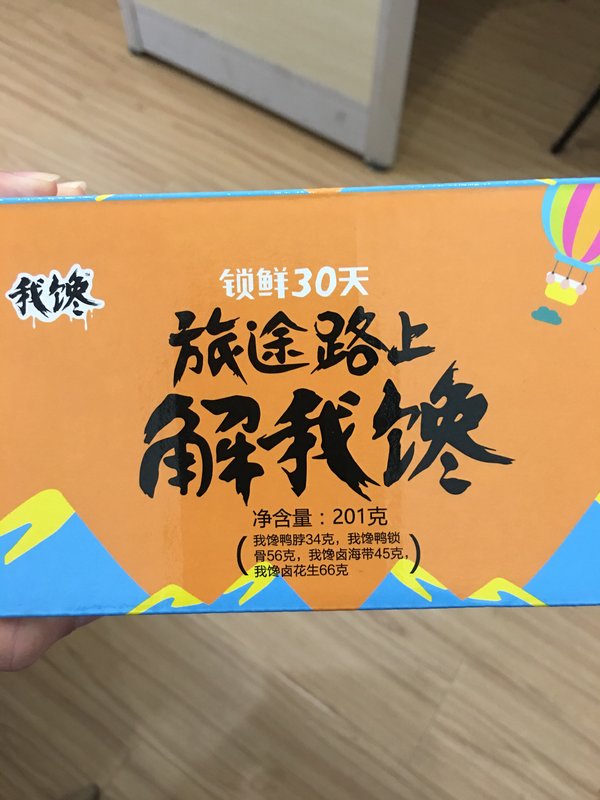 我馋
锁鲜30天
旅途路上
解我馋
净含量：201克
(我馋鸭脖34克，我馋鸭锁
骨56克，我馋卤海带45克，
我馋卤花生66克)